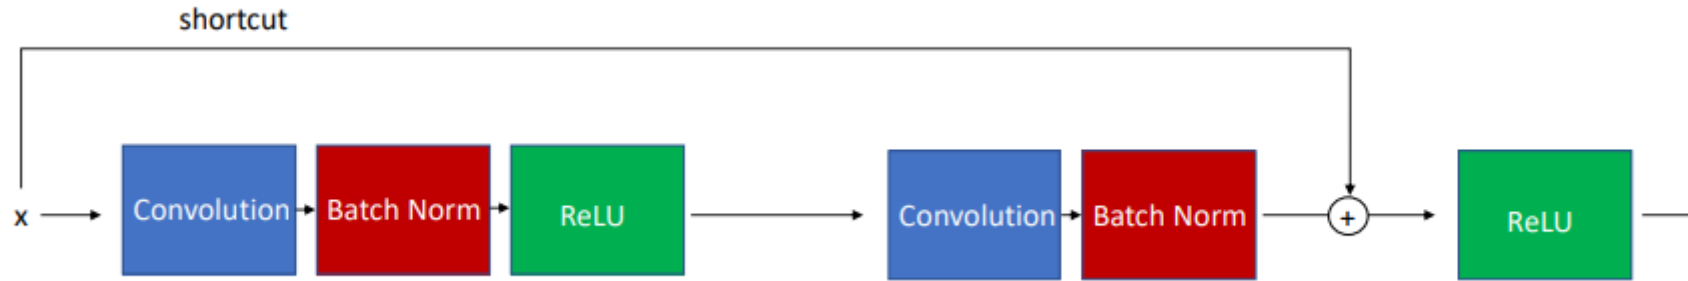 shortcut
x
Convolution
Batch Norm
ReLU
Convolution
Batch Norm
+
ReLU